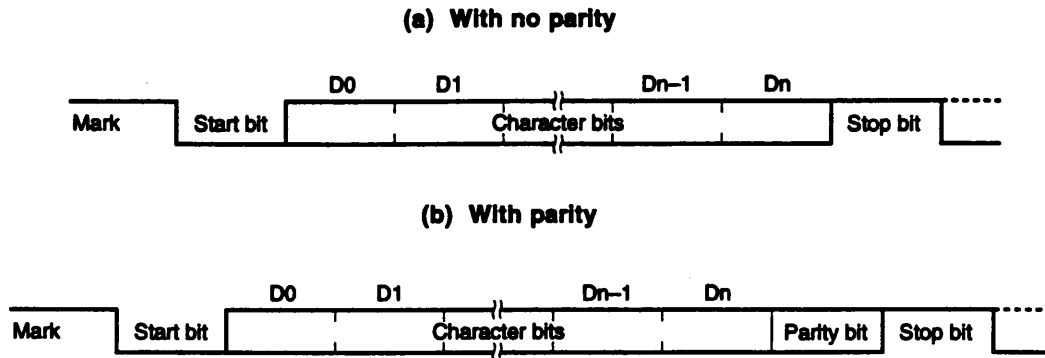 (a) With no parity
D0 D1 Dn–1 Dn
Mark Start bit Character bits Stop bit
(b) With parity
D0 D1 Dn–1 Dn
Mark Start bit Character bits Parity bit Stop bit